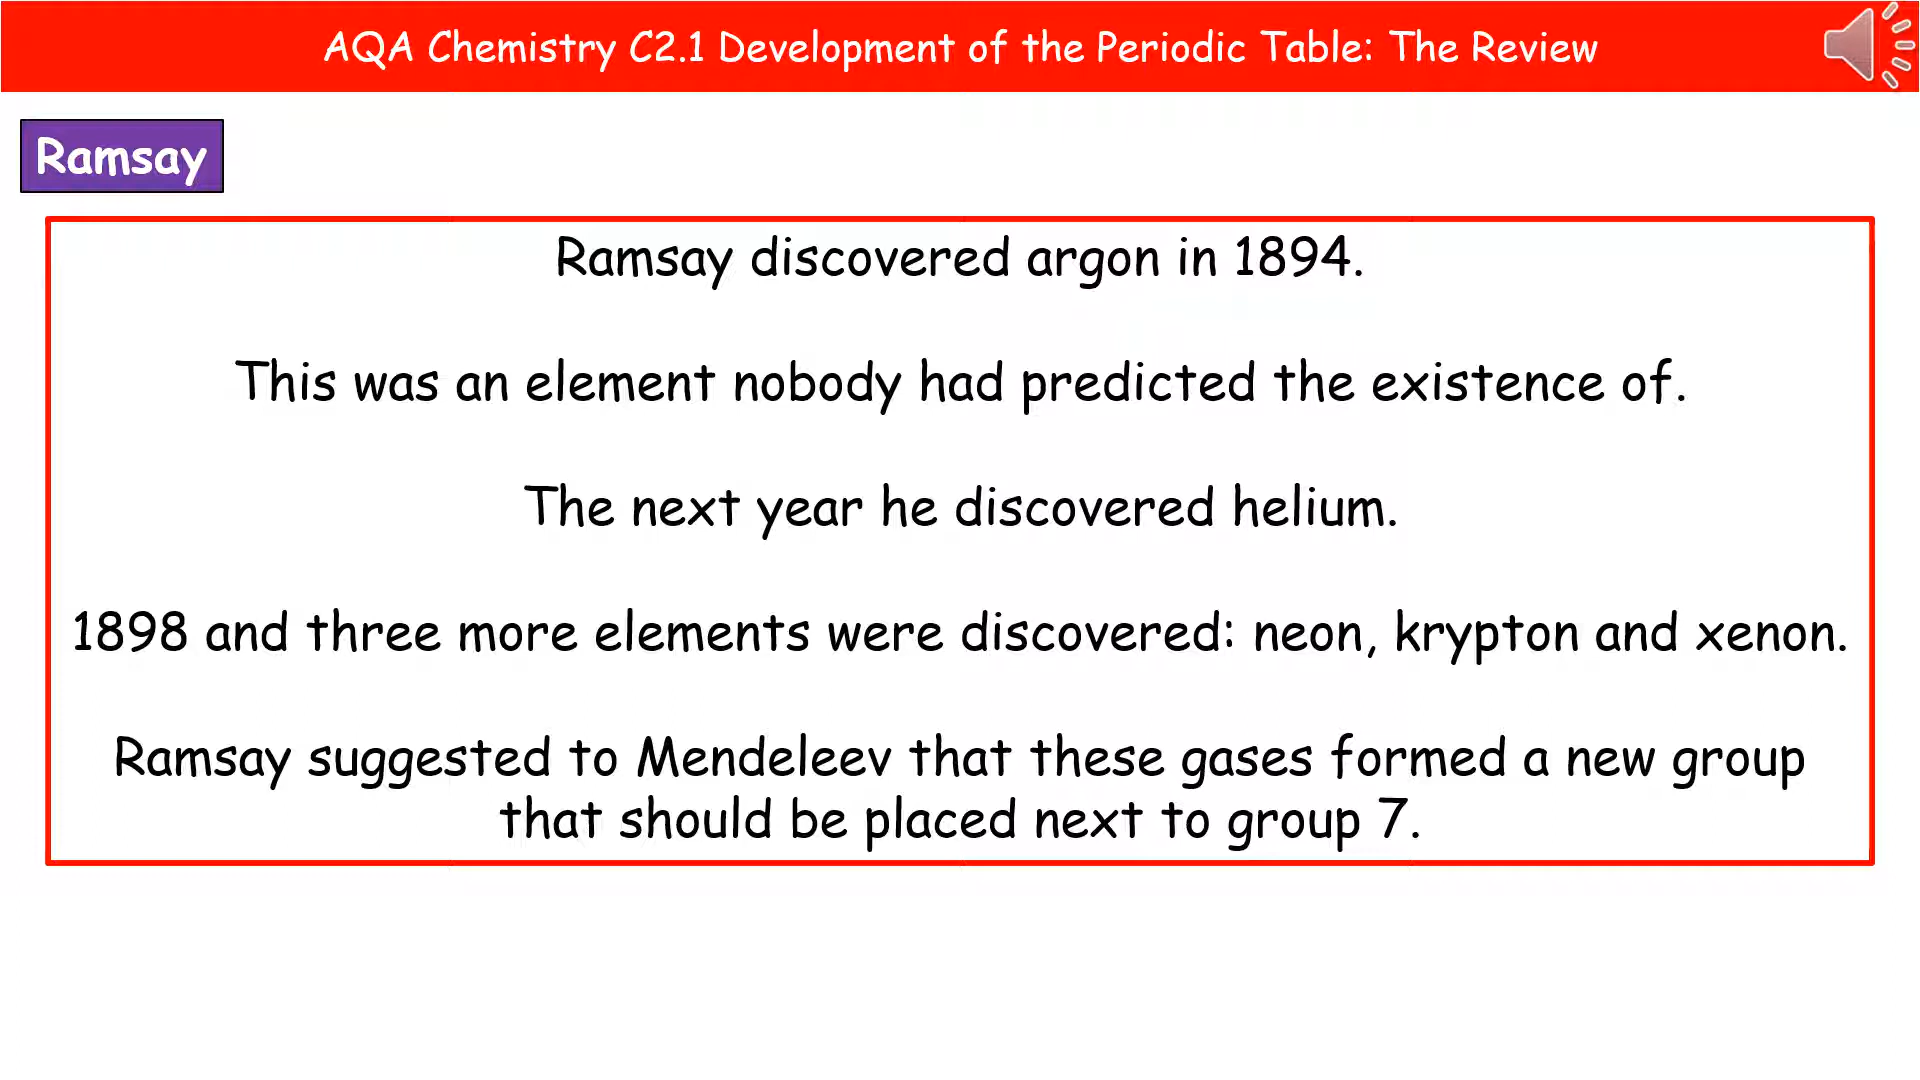 AQA Chemistry C2.1 Development of the Periodic Table: The Review
Ramsay
Ramsay discovered argon in 1894.
This was an element nobody had predicted the existence of.
The next year he discovered helium.
1898 and three more elements were discovered: neon, krypton and xenon.
Ramsay suggested to Mendeleev that these gases formed a new group
that should be placed next to group 7.